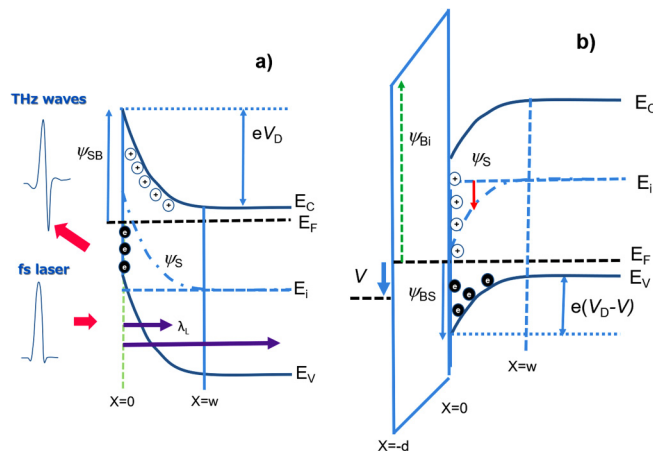 a)
THz waves
ψSB
eVD
EC
EF
e
e
e
ψS
Ei
fs laser
λL
EV
X=0
X=w
b)
ψBi
EC
ψS
Ei
EF
V
ψBS
EV
e
e
e
e
e(VD-V)
X=w
X=0
X=-d